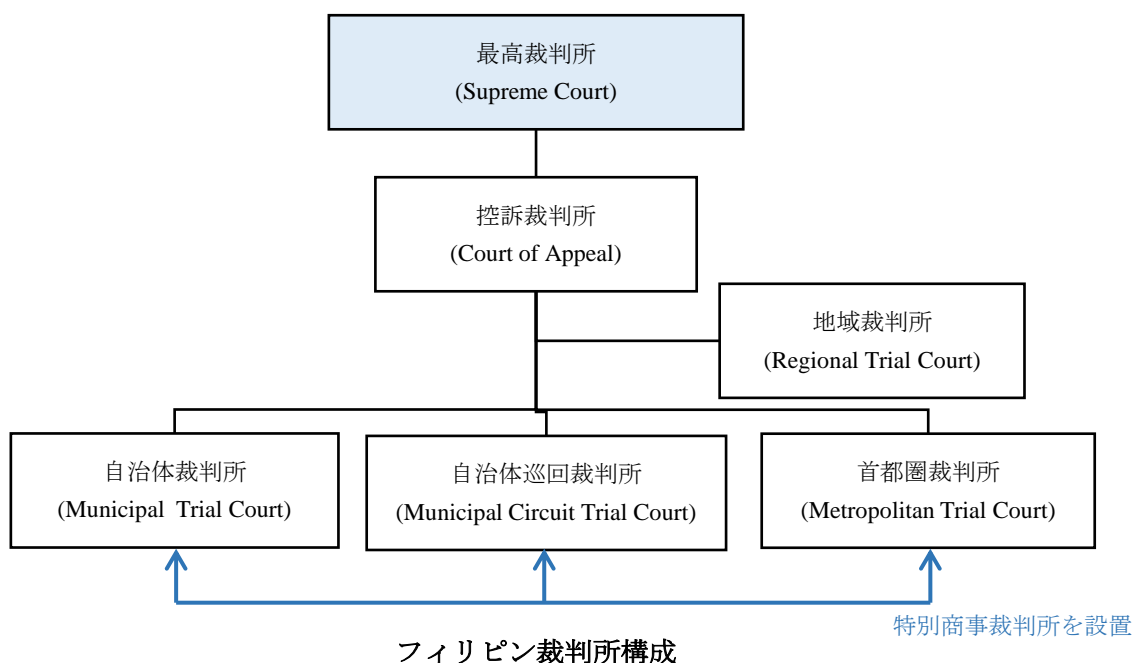 最高裁判所
(Supreme Court)
控訴裁判所
(Court of Appeal)
地域裁判所
(Regional Trial Court)
自治体裁判所
(Municipal Trial Court)
自治体巡回裁判所
(Municipal Circuit Trial Court)
首都圏裁判所
(Metropolitan Trial Court)
特別商事裁判所を設置
フィリピン裁判所構成